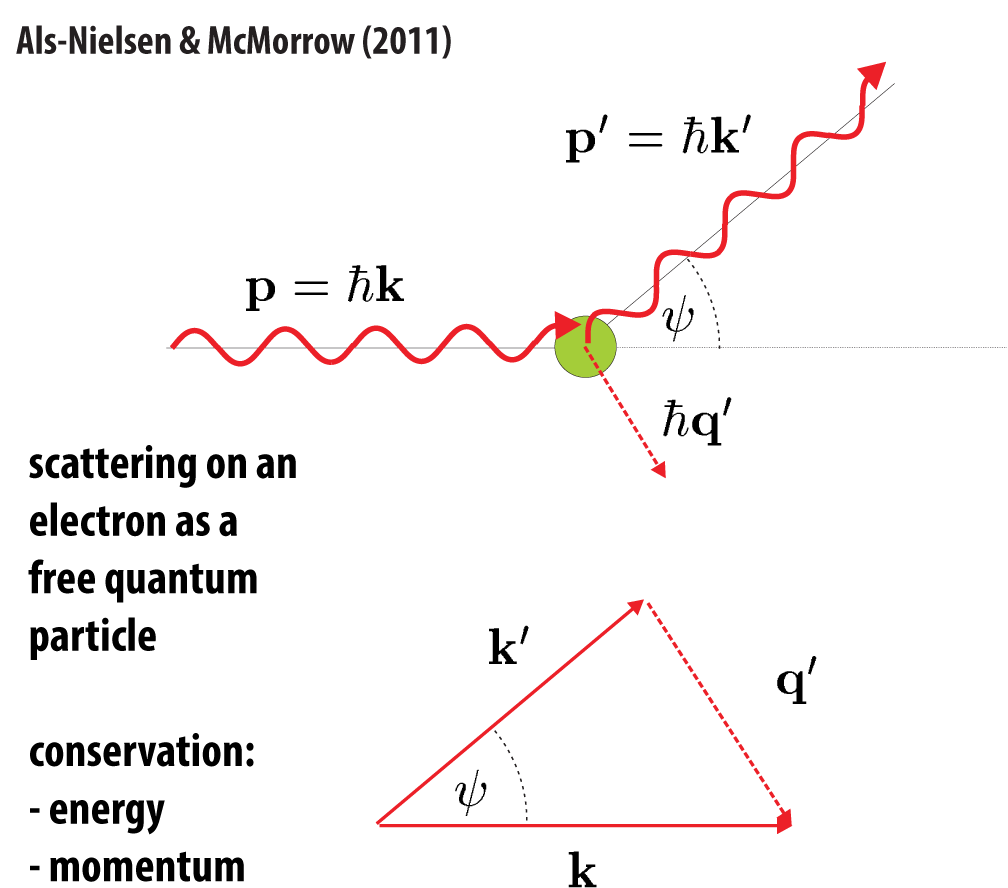 Als-Nielsen & McMorrow (2011)
p′ = ℏk′
p = ℏk
ψ
ℏq′
scattering on an
electron as a
free quantum
particle
k′
q′
conservation:
- energy
ψ
- momentum
k